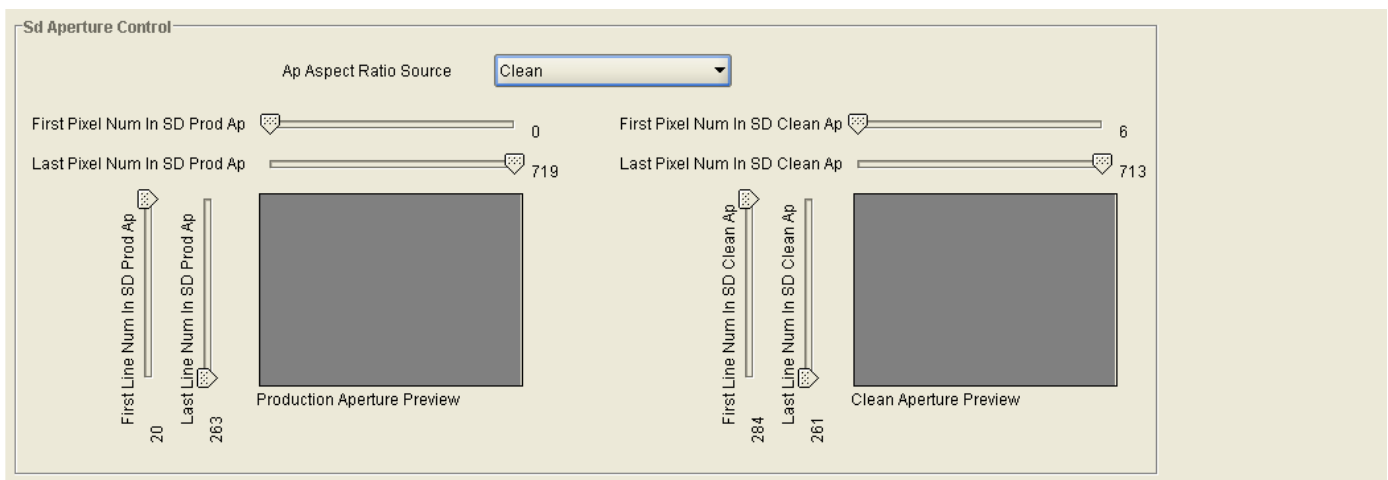 Sd Aperture Control
Ap Aspect Ratio Source Clean
First Pixel Num In SD Prod Ap 0
Last Pixel Num In SD Prod Ap 719
First Line Num In SD Prod Ap 20
Last Line Num In SD Prod Ap 263
Production Aperture Preview
First Pixel Num In SD Clean Ap 6
Last Pixel Num In SD Clean Ap 713
First Line Num In SD Clean Ap 284
Last Line Num In SD Clean Ap 261
Clean Aperture Preview